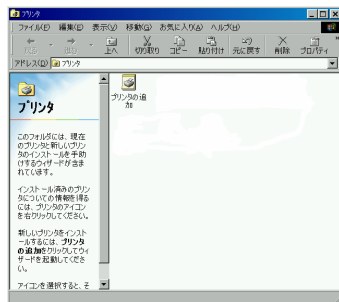 プリンタ
ファイル(F) 編集(E) 表示(V) 移動(G) お気に入り(A) ヘルプ(H)
戻る 進む 上へ 切り取り コピー 貼り付け 元に戻す 削除 プロパティ
アドレス(D) プリンタ
プリンタ
このフォルダには、現在
のプリンタと新しいプリン
タのインストールを手助
けするウィザードが含ま
れています。
インストール済みのプリン
タについての情報を得る
には、プリンタのアイコン
を右クリックしてください。
新しいプリンタをインスト
ールするには、プリンタ
の追加をクリックしてウィ
ザードを起動してくださ
い。
アイコンを選択すると、そ
プリンタの追
加